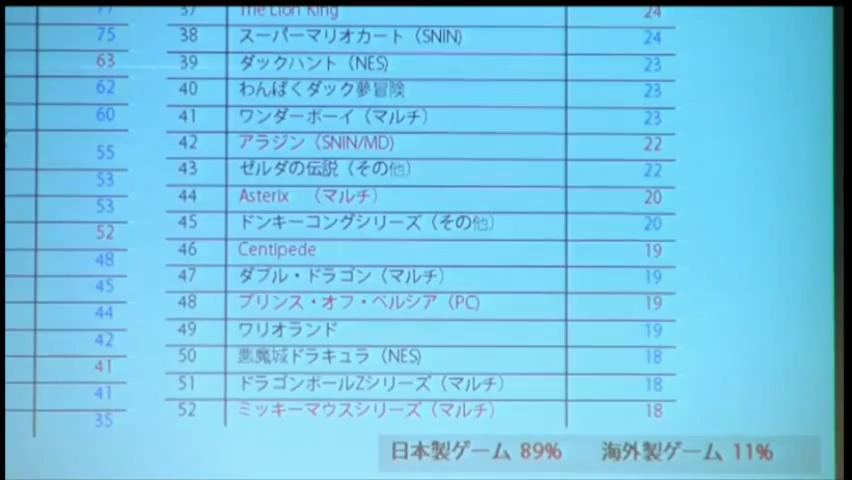 77
75
63
62
60
55
53
53
52
48
45
44
42
41
41
35
37 The Lion King 24
38 スーパーマリオカート（SNIN) 24
39 ダックハント（NES) 23
40 わんぱくダック夢冒険 23
41 ワンダーボーイ（マルチ） 23
42 アラジン（SNIN/MD) 22
43 ゼルダの伝説（その他） 22
44 Asterix （マルチ） 20
45 ドンキーコングシリーズ（その他） 20
46 Centipede 19
47 ダブル・ドラゴン（マルチ） 19
48 プリンス・オブ・ペルシア（PC) 19
49 ワリオランド 19
50 悪魔城ドラキュラ（NES) 18
51 ドラゴンボールZシリーズ（マルチ） 18
52 ミッキーマウスシリーズ（マルチ） 18
日本製ゲーム 89% 海外製ゲーム 11%